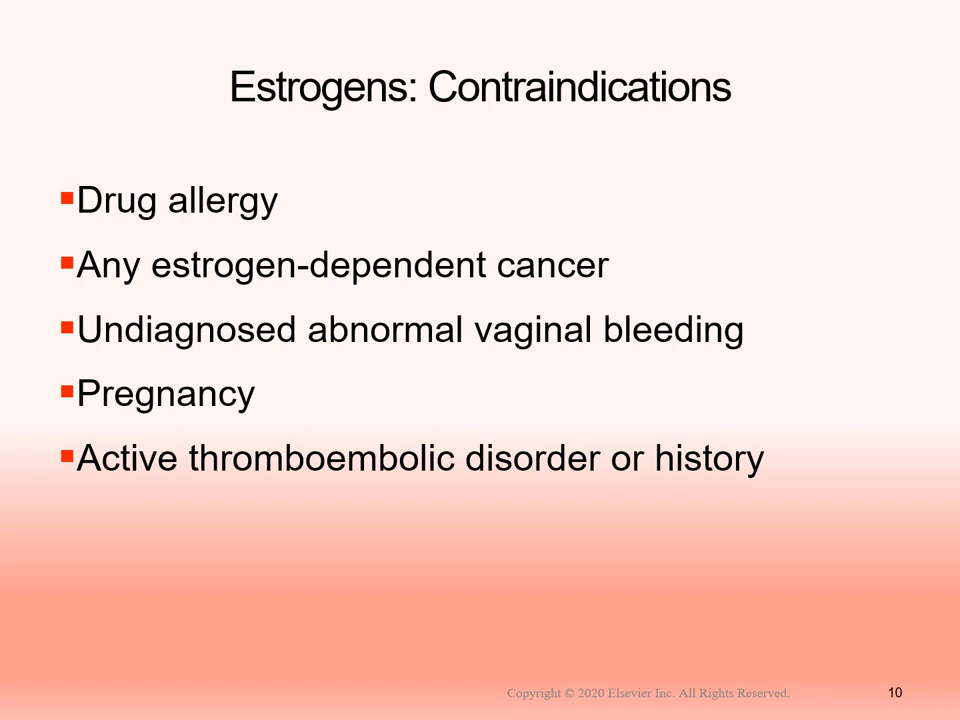 Estrogens: Contraindications
▪Drug allergy
▪Any estrogen-dependent cancer
▪Undiagnosed abnormal vaginal bleeding
▪Pregnancy
▪Active thromboembolic disorder or history
Copyright © 2020 Elsevier Inc. All Rights Reserved. 10